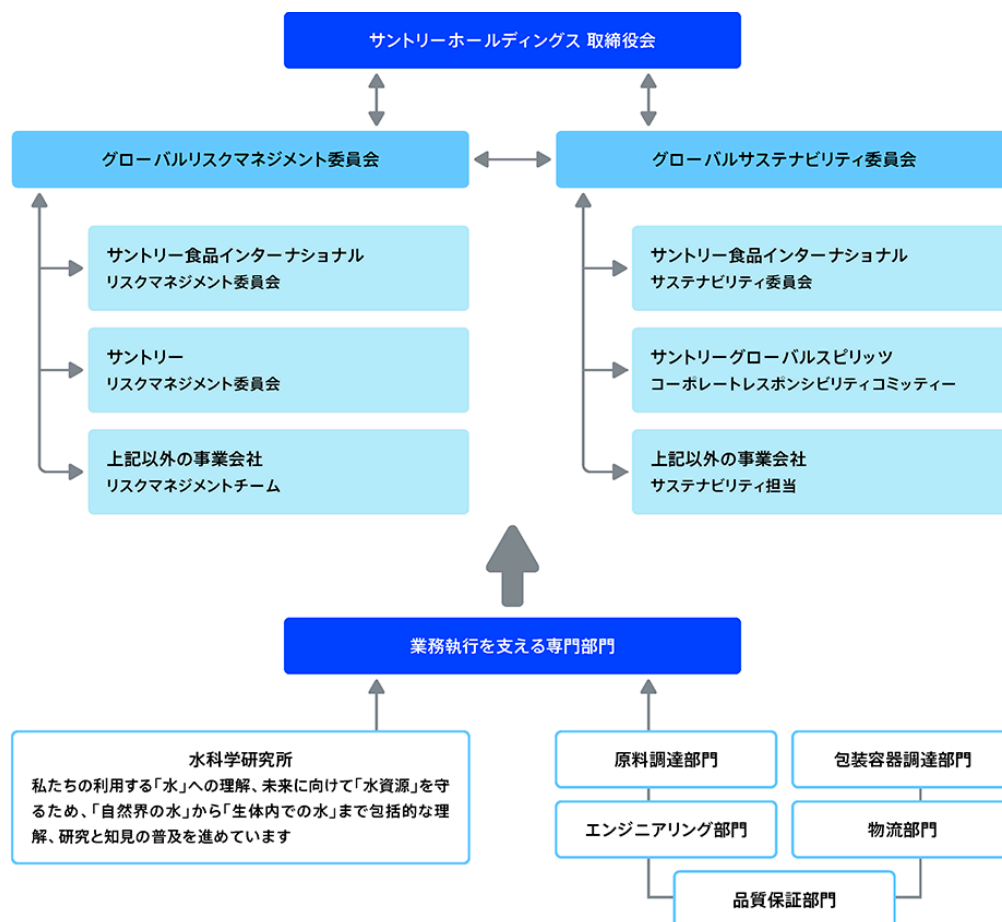 サントリーホールディングス 取締役会
グローバルリスクマネジメント委員会
グローバルサステナビリティ委員会
サントリー食品インターナショナル
リスクマネジメント委員会
サントリー食品インターナショナル
サステナビリティ委員会
サントリー
リスクマネジメント委員会
サントリーグローバルスピリッツ
コーポレートレスポンシビリティコミッティー
上記以外の事業会社
リスクマネジメントチーム
上記以外の事業会社
サステナビリティ担当
業務執行を支える専門部門
水科学研究所
私たちの利用する「水」への理解、未来に向けて「水資源」を守
るため、「自然界の水」から「生体内での水」まで包括的な理
解、研究と知見の普及を進めています
原料調達部門
包装容器調達部門
エンジニアリング部門
物流部門
品質保証部門